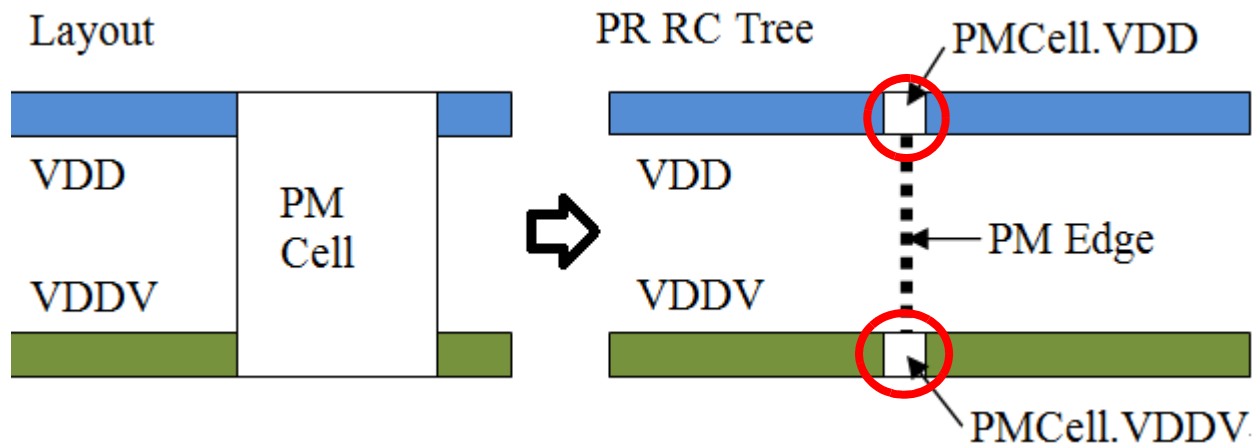 Layout
PR RC Tree
PMCell.VDD
VDD
PM
Cell
VDDV
VDD
PM Edge
VDDV
PMCell.VDDV